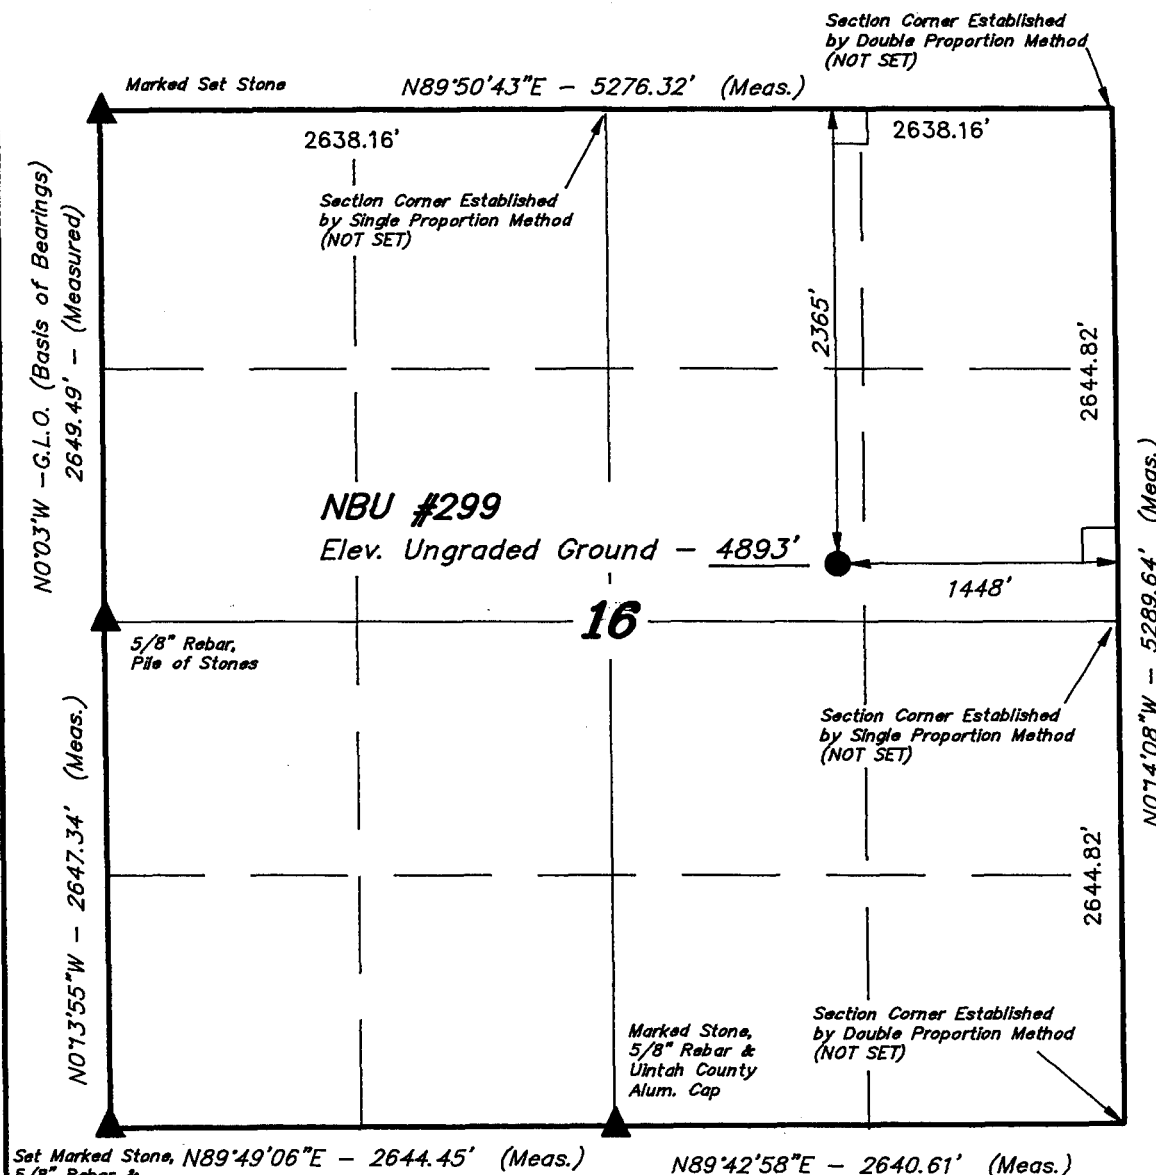 Section Corner Established
by Double Proportion Method
(NOT SET)
Marked Set Stone
N89°50'43"E - 5276.32' (Meas.)
2638.16'
2638.16'
Section Corner Established
by Single Proportion Method
(NOT SET)
N0°03'W -G.L.O. (Basis of Bearings)
2649.49' - (Measured)
2365'
2644.82'
NBU #299
Elev. Ungraded Ground - 4893'
1448'
16
5/8" Rebar,
Pile of Stones
N0°14'08"W - 5289.64' (Meas.)
Section Corner Established
by Single Proportion Method
(NOT SET)
N0°13'55"W - 2647.34' (Meas.)
2644.82'
Marked Stone,
5/8" Rebar &
Uintah County
Alum. Cap
Section Corner Established
by Double Proportion Method
(NOT SET)
Set Marked Stone,
5/8" Rebar &
N89°49'06"E - 2644.45' (Meas.)
N89°42'58"E - 2640.61' (Meas.)